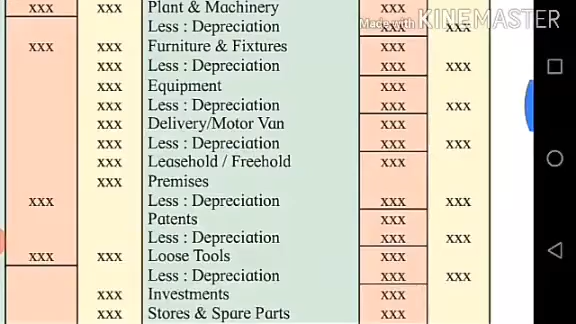 xxx xxx Plant & Machinery xxx
Less : Depreciation xxx xxx
Made with KINEMASTER
xxx xxx Furniture & Fixtures xxx
xxx Less : Depreciation xxx xxx
xxx Equipment xxx
xxx Less : Depreciation xxx xxx
xxx Delivery/Motor Van xxx
xxx Less : Depreciation xxx xxx
xxx Leasehold / Freehold xxx
xxx Premises
xxx Less : Depreciation xxx xxx
Patents xxx
Less : Depreciation xxx xxx
xxx xxx Loose Tools xxx
Less : Depreciation xxx xxx
xxx Investments xxx
xxx Stores & Spare Parts xxx